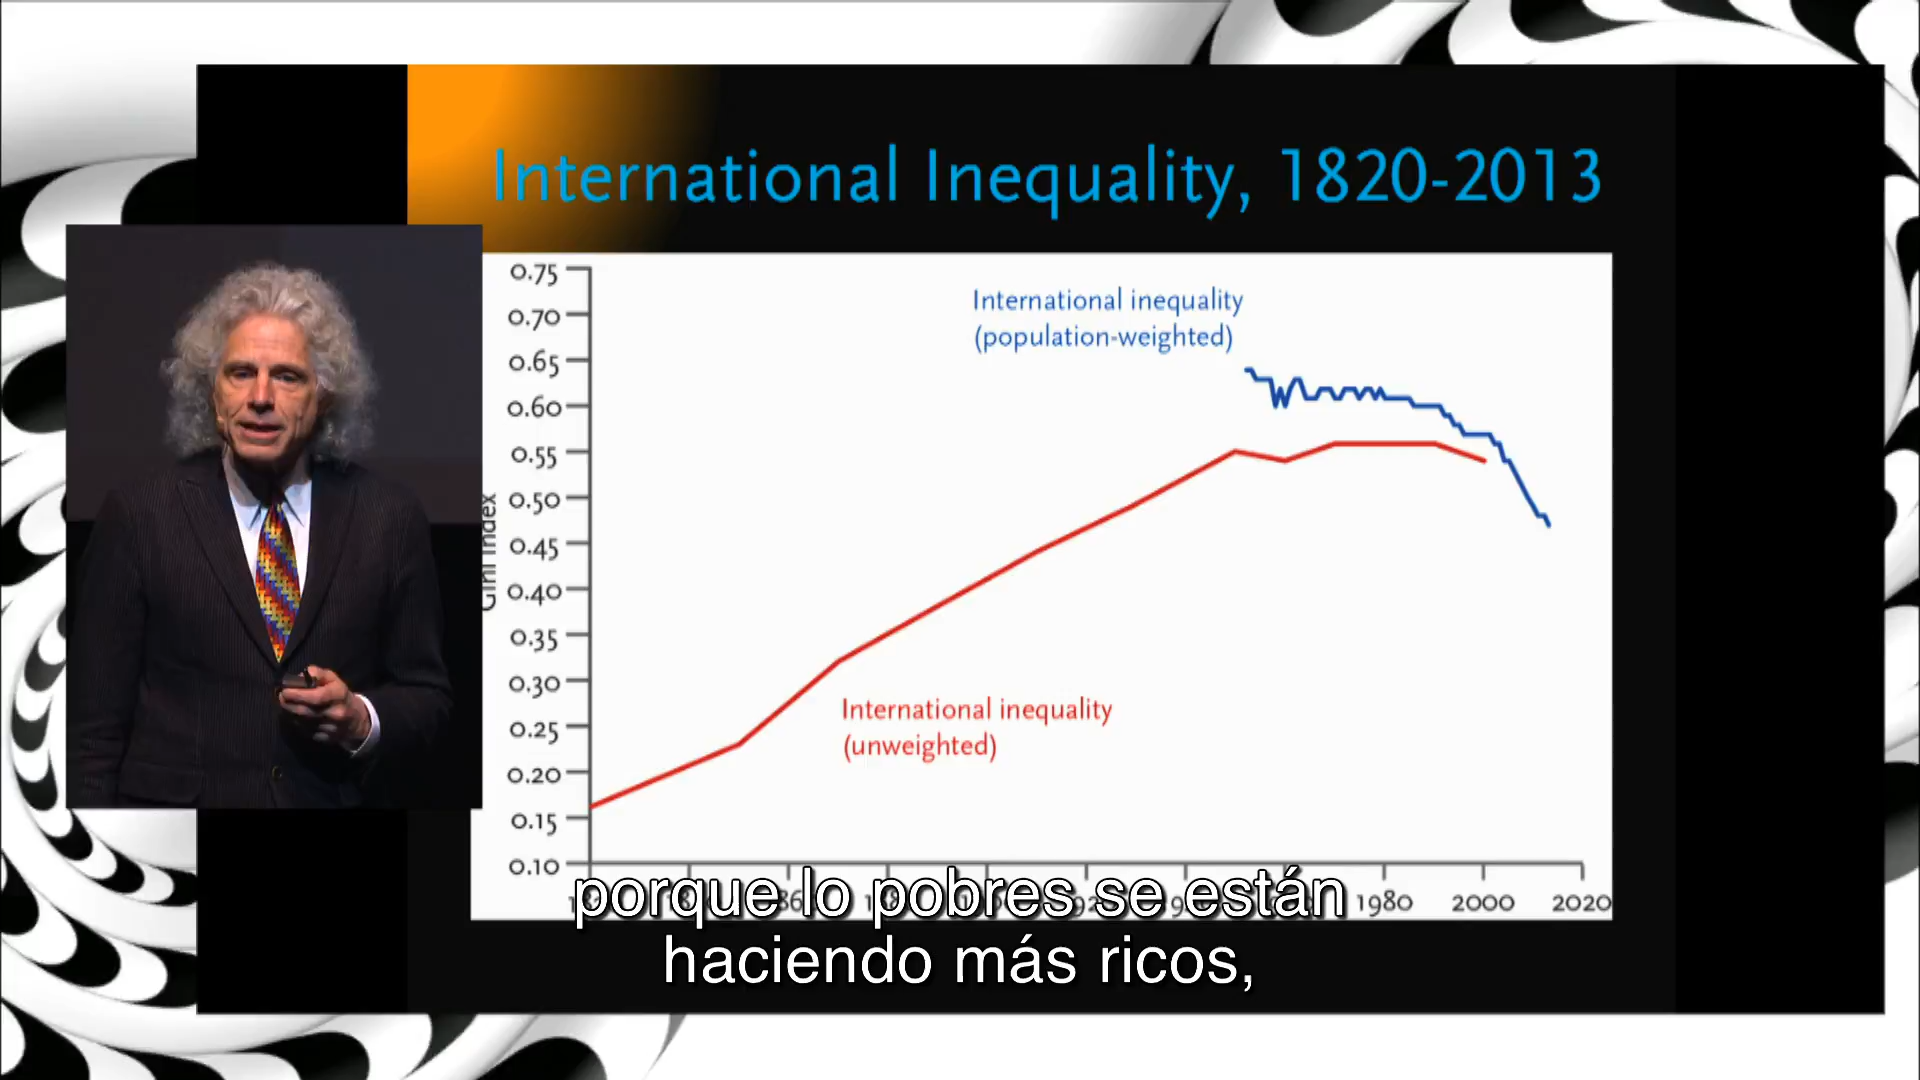 International Inequality, 1820-2013
0.75
0.70
0.65
0.60
0.55
0.50
0.45
0.40
0.35
0.30
0.25
0.20
0.15
0.10
Gini Index
International inequality
(population-weighted)
International inequality
(unweighted)
1980 2000 2020
porque lo pobres se están
haciendo más ricos,